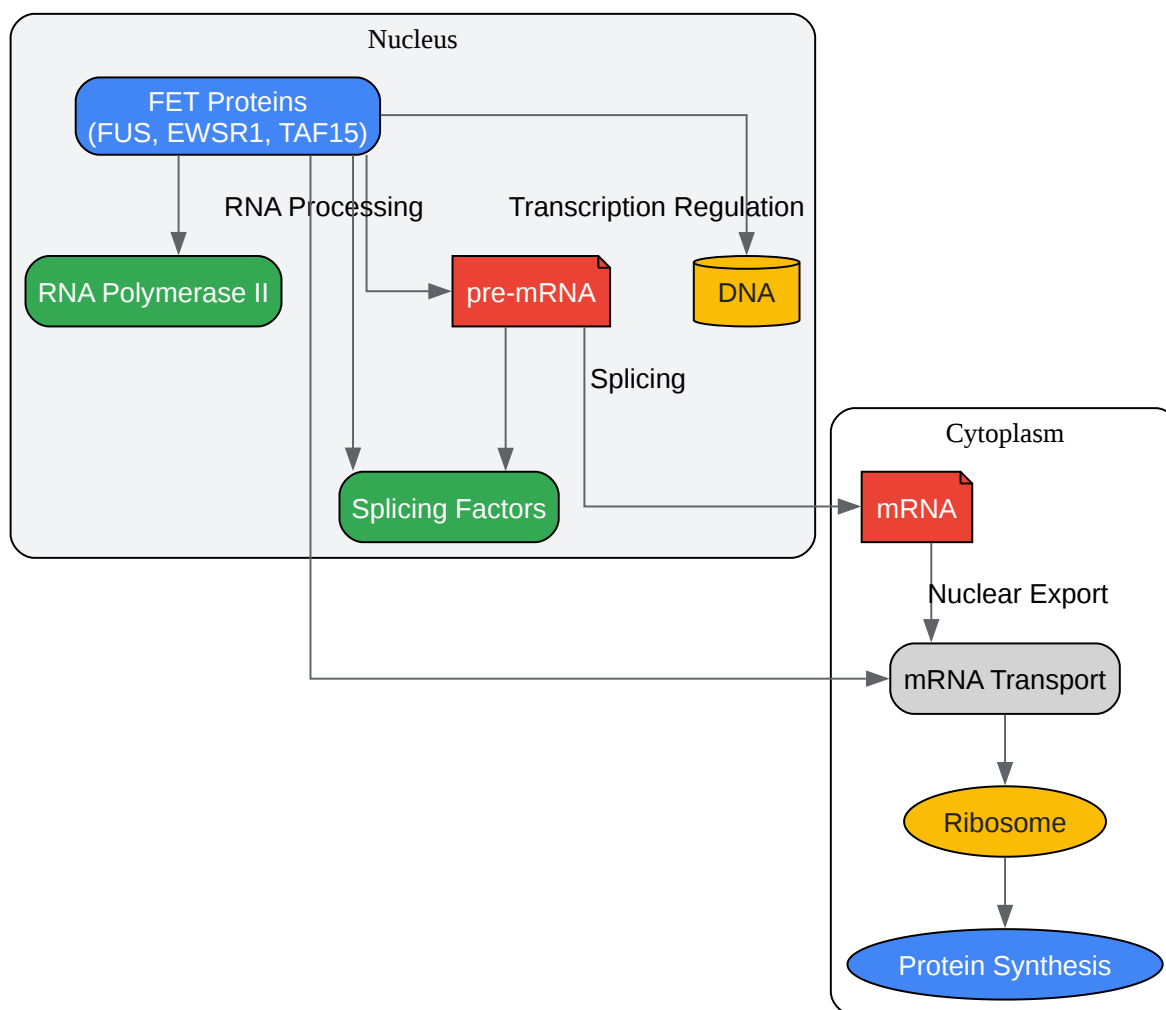 Nucleus
FET Proteins
(FUS, EWSR1, TAF15)
RNA Processing
Transcription Regulation
RNA Polymerase II
pre-mRNA
DNA
Splicing
Cytoplasm
Splicing Factors
mRNA
Nuclear Export
mRNA Transport
Ribosome
Protein Synthesis